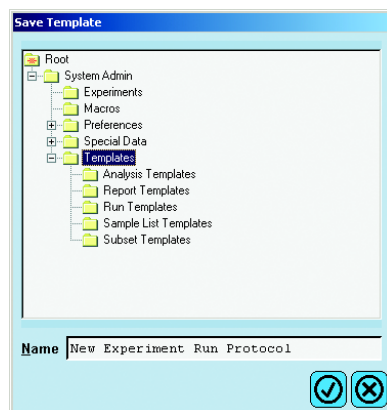 Save Template
Root
System Admin
Experiments
Macros
Preferences
Special Data
Templates
Analysis Templates
Report Templates
Run Templates
Sample List Templates
Subset Templates
Name New Experiment Run Protocol